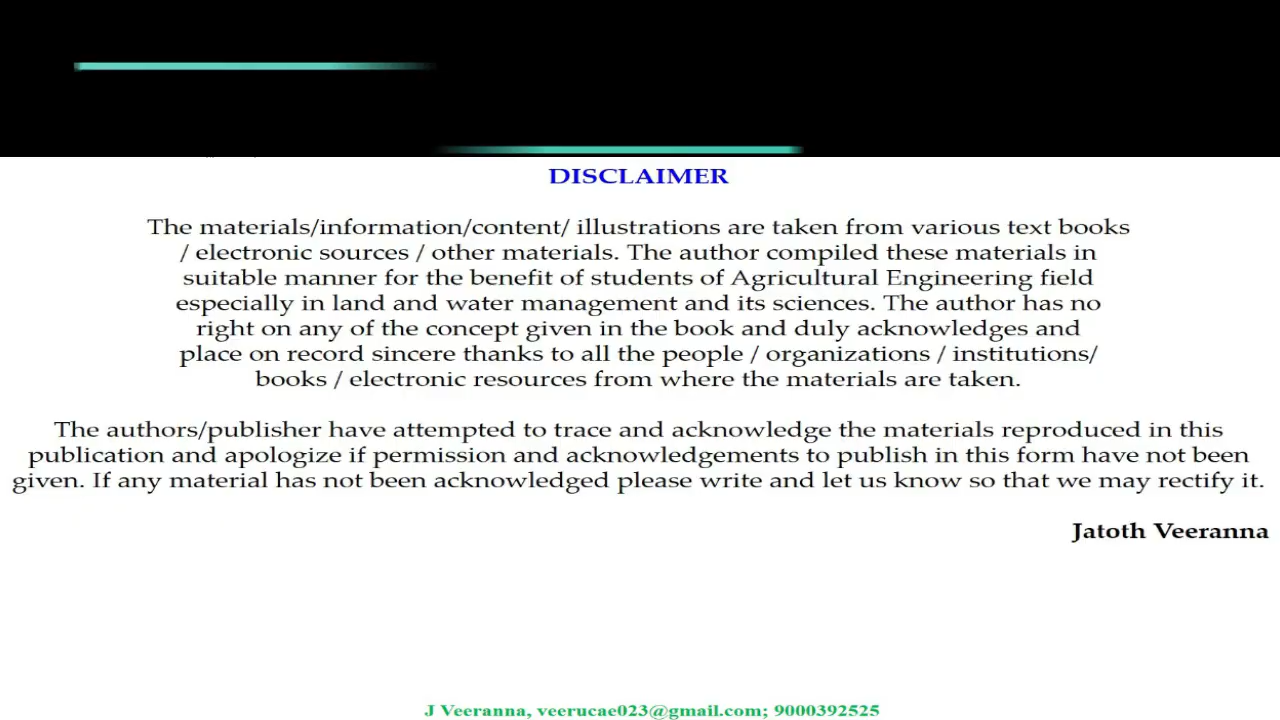 DISCLAIMER
The materials/information/content/ illustrations are taken from various text books
/ electronic sources / other materials. The author compiled these materials in
suitable manner for the benefit of students of Agricultural Engineering field
especially in land and water management and its sciences. The author has no
right on any of the concept given in the book and duly acknowledges and
place on record sincere thanks to all the people / organizations / institutions/
books / electronic resources from where the materials are taken.
The authors/publisher have attempted to trace and acknowledge the materials reproduced in this
publication and apologize if permission and acknowledgements to publish in this form have not been
given. If any material has not been acknowledged please write and let us know so that we may rectify it.
Jatoth Veeranna
J Veeranna, veerucae023@gmail.com; 9000392525